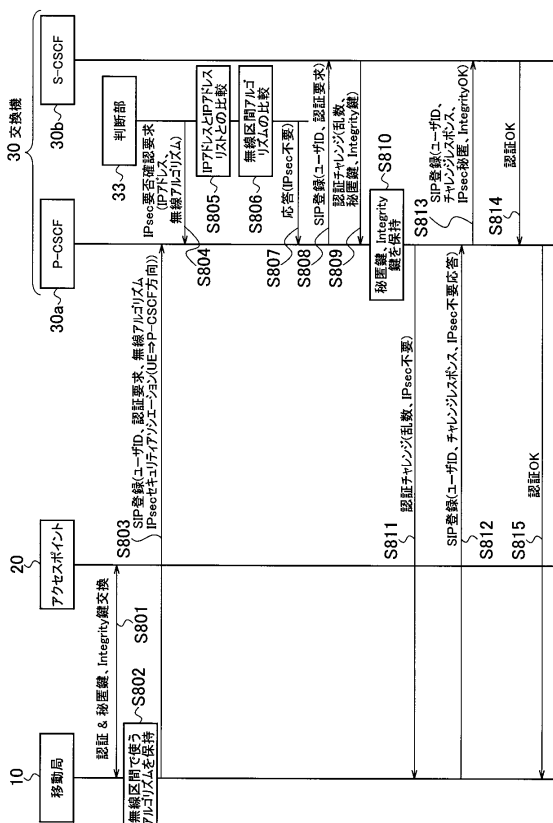 10
移動局
20
アクセスポイント
30 交換機
30a
P-CSCF
30b
S-CSCF
33
判断部
認証 & 秘匿鍵、Integrity鍵交換
S801
S802
無線区間で使う
アルゴリズムを保持
S803
SIP登録(ユーザID、認証要求、無線アルゴリズム
IPsecセキュリティアソシエーション(UE⇒P-CSCF方向))
IPsec要否確認要求
(IPアドレス、
無線アルゴリズム)
S804
IPアドレスとIPアドレス
リストとの比較
S805
無線区間アルゴ
リズムの比較
S806
応答(IPsec不要)
S807
SIP登録(ユーザID、認証要求)
S808
認証チャレンジ(乱数、
秘匿鍵、Integrity鍵)
S809
秘匿鍵、Integrity
鍵を保持
S810
認証チャレンジ(乱数、IPsec不要)
S811
SIP登録(ユーザID、チャレンジレスポンス、IPsec不要応答)
S812
SIP登録(ユーザID、
チャレンジレスポンス、
IPsec秘匿、IntegrityOK)
S813
認証OK
S814
認証OK
S815